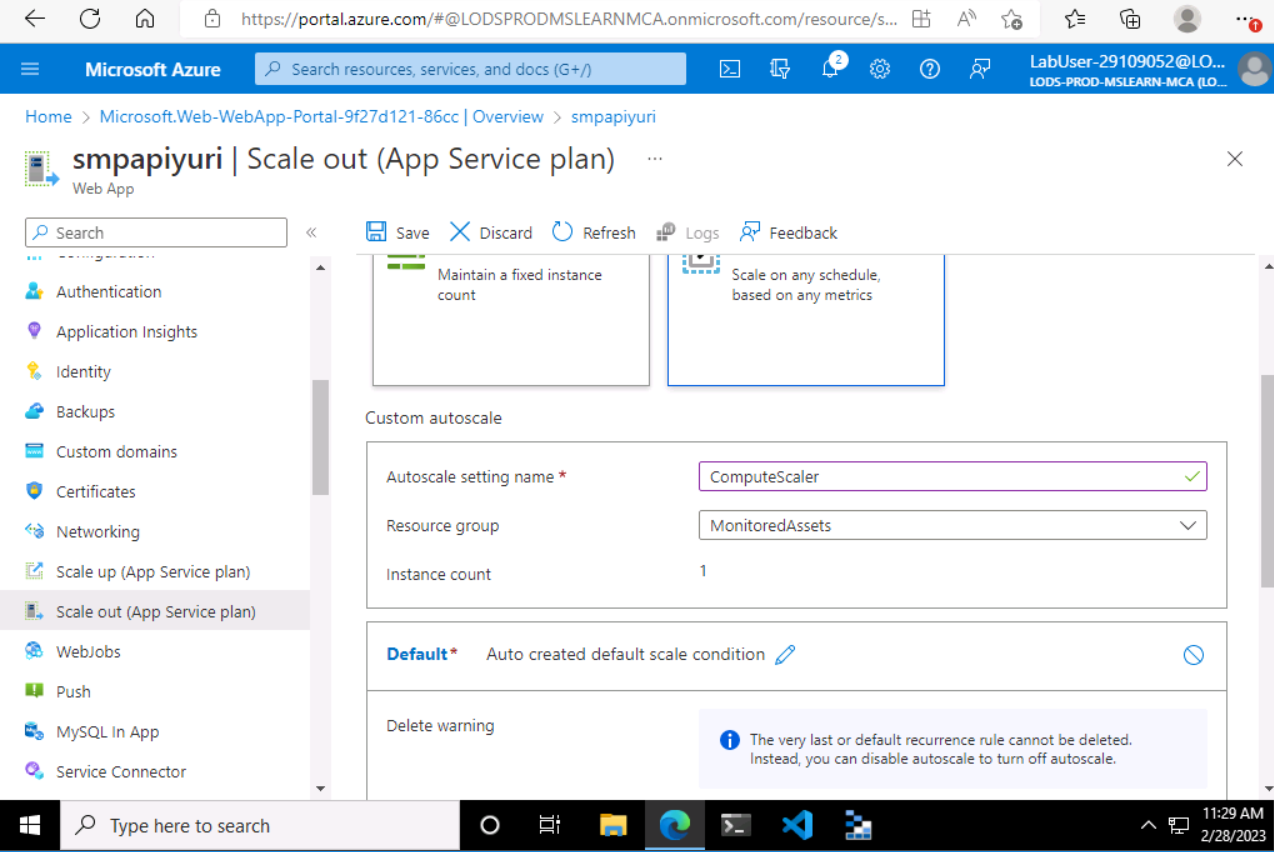 https://portal.azure.com/#@LODSPRODMSLEARNMCA.onmicrosoft.com/resource/s...
Microsoft Azure
Search resources, services, and docs (G+/)
2
LabUser-29109052@LO...
LODS-PROD-MSLEARN-MCA (LO...
Home > Microsoft.Web-WebApp-Portal-9f27d121-86cc | Overview > smpapiyuri
smpapiyuri | Scale out (App Service plan) ...
Web App
Search
«
Save
Discard
Refresh
Logs
Feedback
Configuration
Authentication
Application Insights
Identity
Backups
Custom domains
Certificates
Networking
Scale up (App Service plan)
Scale out (App Service plan)
WebJobs
Push
MySQL In App
Service Connector
Maintain a fixed instance
count
Scale on any schedule,
based on any metrics
Custom autoscale
Autoscale setting name *
ComputeScaler
Resource group
MonitoredAssets
Instance count
1
Default* Auto created default scale condition
Delete warning
The very last or default recurrence rule cannot be deleted.
Instead, you can disable autoscale to turn off autoscale.
Type here to search
11:29 AM
2/28/2023